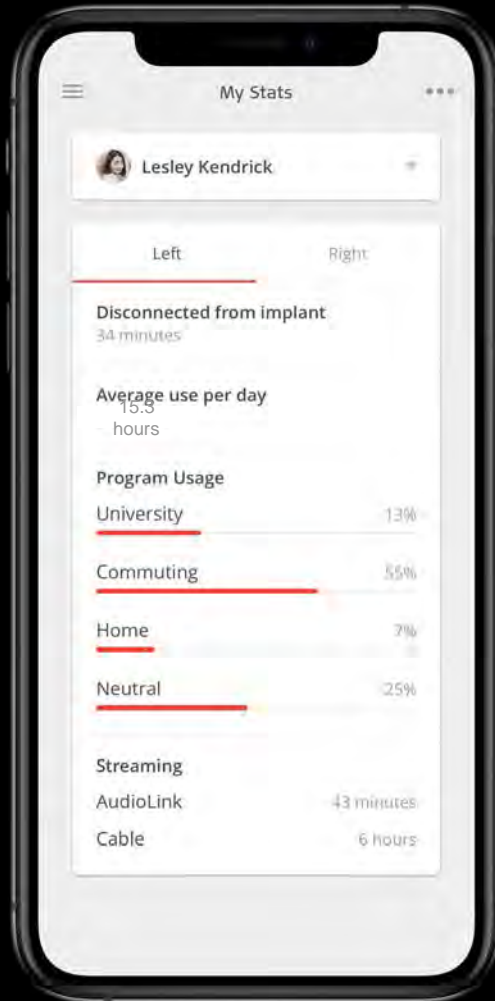 My Stats
Lesley Kendrick
Left Right
Disconnected from implant
34 minutes
Average use per day
15.3
hours
Program Usage
University 13%
Commuting 55%
Home 7%
Neutral 25%
Streaming
AudioLink 43 minutes
Cable 6 hours